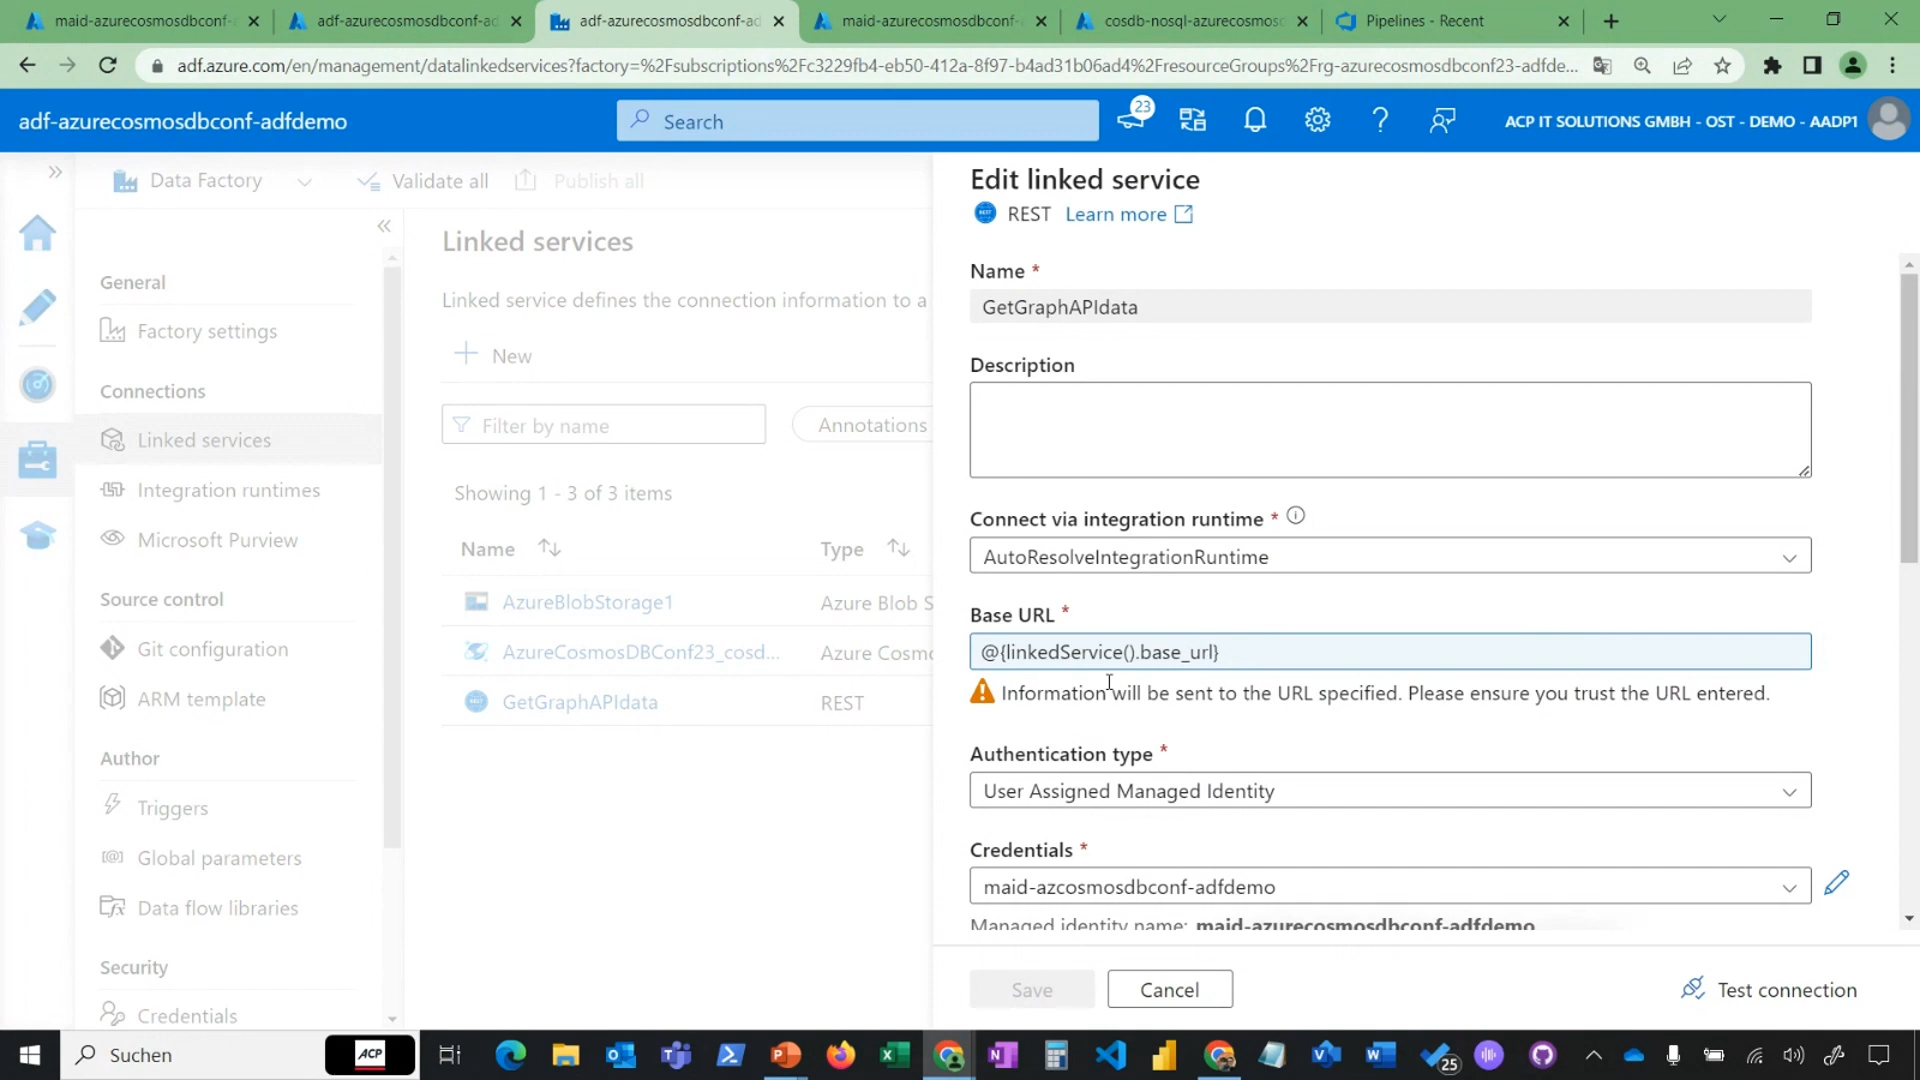 maid-azurecosmosdbconf-
adf-azurecosmosdbconf-ad
adf-azurecosmosdbconf-ad
maid-azurecosmosdbconf-
cosdb-nosql-azurecosmos
Pipelines - Recent
adf.azure.com/en/management/datalinkedservices?factory=%2Fsubscriptions%2Fc3229fb4-eb50-412a-8f97-b4ad31b06ad4%2FresourceGroups%2Frg-azurecosmosdbconf23-adfde...
adf-azurecosmosdbconf-adfdemo
Search
23
ACP IT SOLUTIONS GMBH - OST - DEMO - AADP1
Data Factory
Validate all
Publish all
General
Factory settings
Connections
Linked services
Integration runtimes
Microsoft Purview
Source control
Git configuration
ARM template
Author
Triggers
Global parameters
Data flow libraries
Security
Credentials
Linked services
Linked service defines the connection information to a
New
Filter by name
Annotations
Showing 1 - 3 of 3 items
Name
Type
AzureBlobStorage1
Azure Blob S
AzureCosmosDBConf23_cosd...
Azure Cosmo
GetGraphAPIdata
REST
Edit linked service
REST
Learn more
Name *
GetGraphAPIdata
Description
Connect via integration runtime *
AutoResolveIntegrationRuntime
Base URL *
@{linkedService().base_url}
Information will be sent to the URL specified. Please ensure you trust the URL entered.
Authentication type *
User Assigned Managed Identity
Credentials *
maid-azcosmosdbconf-adfdemo
Managed identity name: maid-azurecosmosdbconf-adfdemo
Save
Cancel
Test connection
Suchen
ACP
25